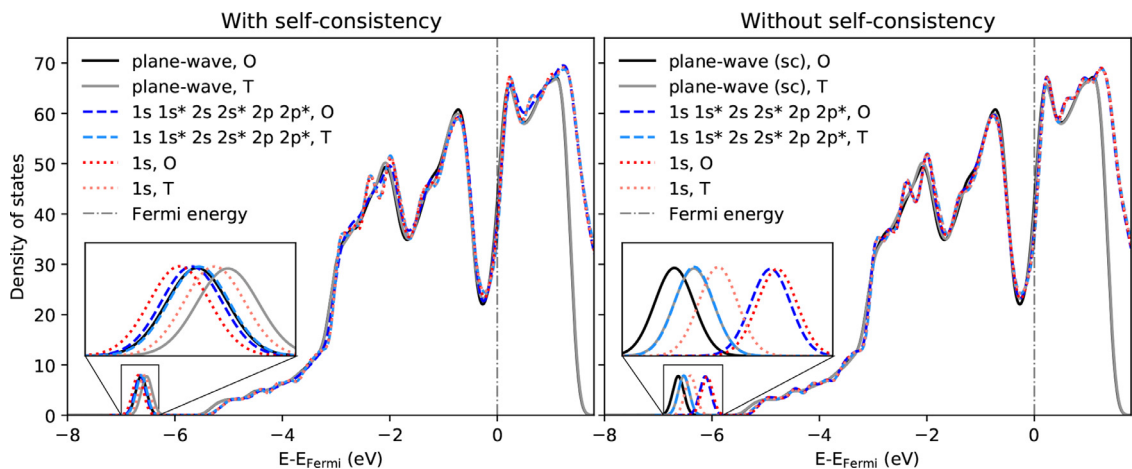 With self-consistency
Density of states
70
60
50
40
30
20
10
0
plane-wave, O
plane-wave, T
1s 1s* 2s 2s* 2p 2p*, O
1s 1s* 2s 2s* 2p 2p*, T
1s, O
1s, T
Fermi energy
−8
−6
−4
−2
0
E-E_Fermi (eV)
Without self-consistency
plane-wave (sc), O
plane-wave (sc), T
1s 1s* 2s 2s* 2p 2p*, O
1s 1s* 2s 2s* 2p 2p*, T
1s, O
1s, T
Fermi energy
−8
−6
−4
−2
0
E-E_Fermi (eV)